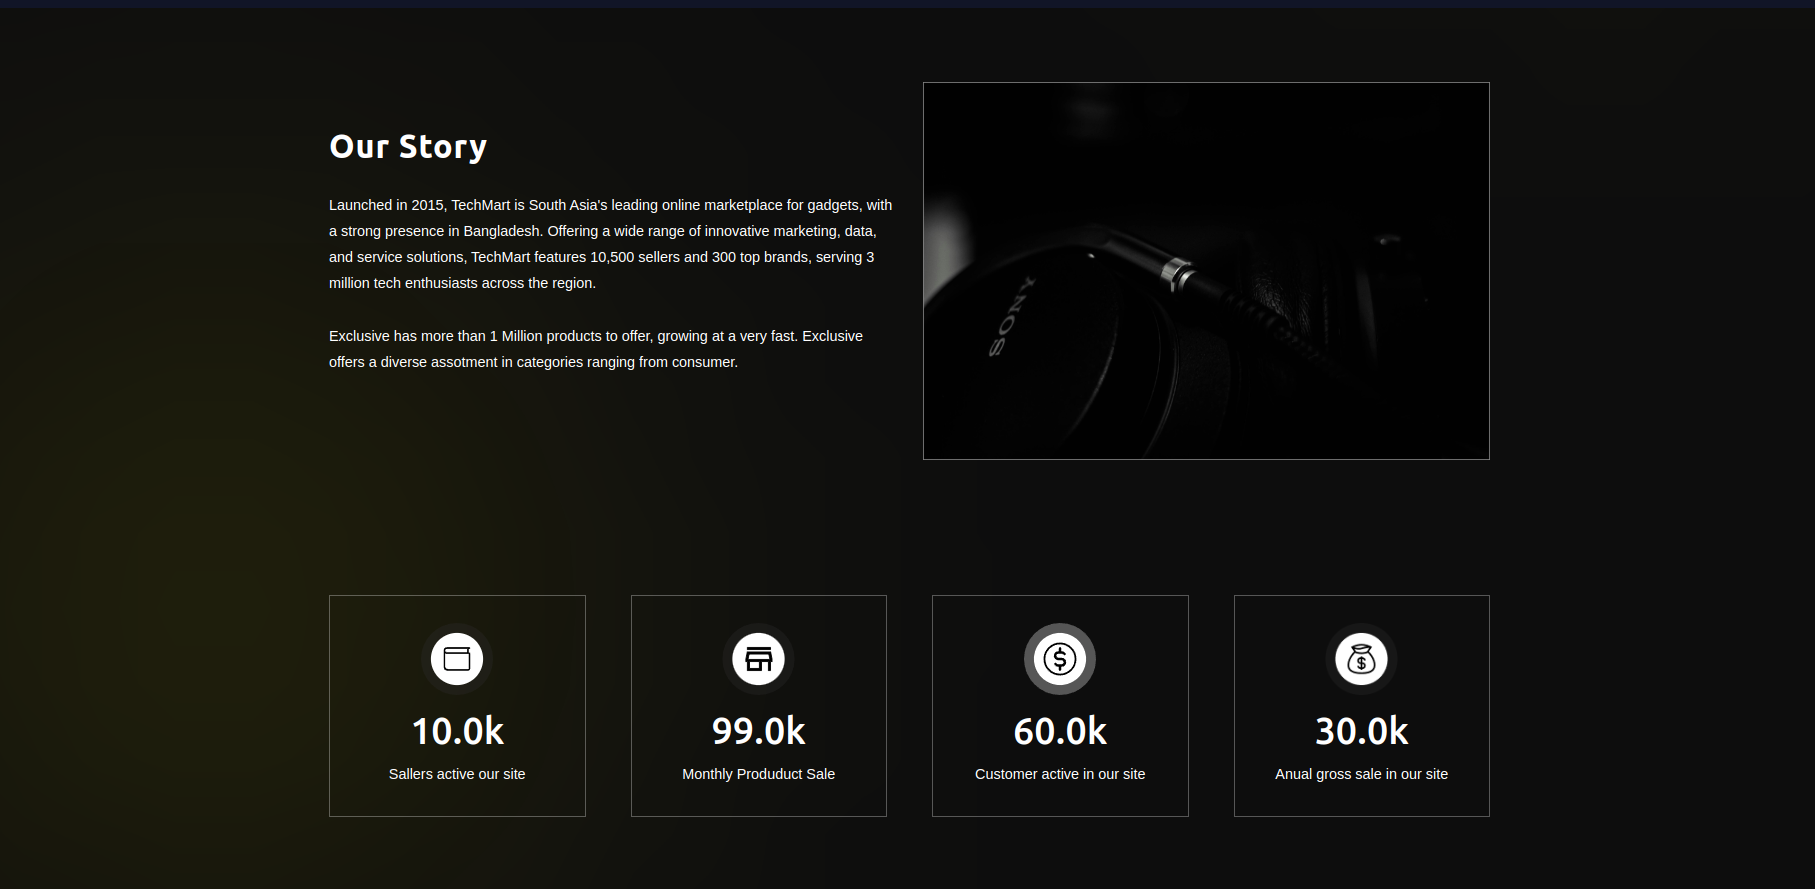 Our Story
Launched in 2015, TechMart is South Asia's leading online marketplace for gadgets, with
a strong presence in Bangladesh. Offering a wide range of innovative marketing, data,
and service solutions, TechMart features 10,500 sellers and 300 top brands, serving 3
million tech enthusiasts across the region.
Exclusive has more than 1 Million products to offer, growing at a very fast. Exclusive
offers a diverse assotment in categories ranging from consumer.
SONY
10.0k
Sallers active our site
99.0k
Monthly Produduct Sale
60.0k
Customer active in our site
30.0k
Anual gross sale in our site